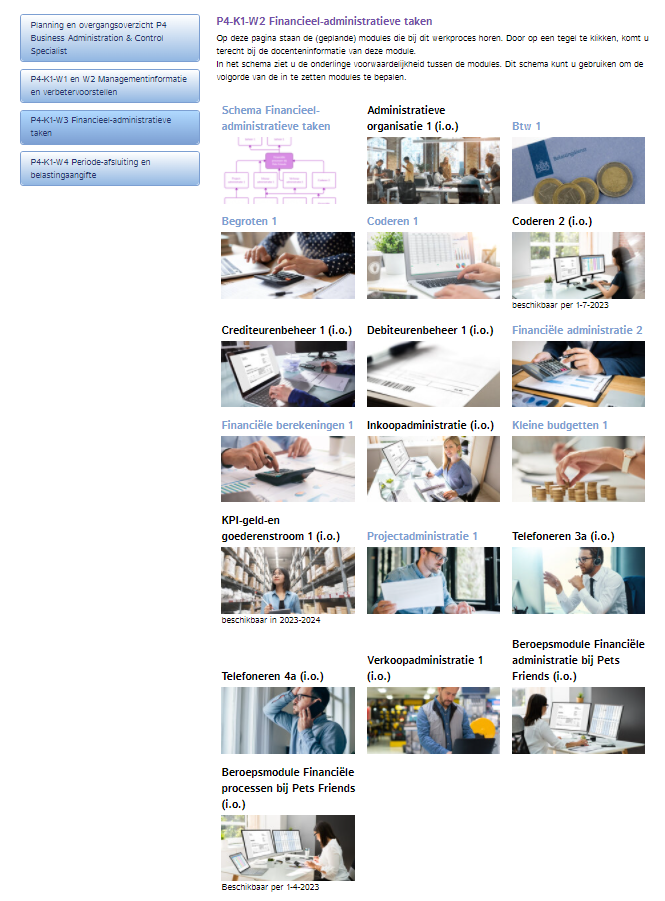 Planning en overgangsoverzicht P4
Business Administration & Control
Specialist
P4-K1-W1 en W2 Managementinformatie
en verbetervoorstellen
P4-K1-W3 Financieel-administratieve
taken
P4-K1-W4 Periode-afsluiting en
belastingaangifte
P4-K1-W2 Financieel-administratieve taken
Op deze pagina staan de (geplande) modules die bij dit werkproces horen. Door op een tegel te klikken, komt u
terecht bij de docenteninformatie van deze module.
In het schema ziet u de onderlinge voorwaardelijkheid tussen de modules. Dit schema kunt u gebruiken om de
volgorde van de in te zetten modules te bepalen.
Schema Financieel-
administratieve taken
Administratieve
organisatie 1 (i.o.)
Btw 1
Begroten 1
Coderen 1
Coderen 2 (i.o.)
beschikbaar per 1-7-2023
Crediteurenbeheer 1 (i.o.)
Debiteurenbeheer 1 (i.o.)
Financiële administratie 2
Financiële berekeningen 1
Inkoopadministratie (i.o.)
Kleine budgetten 1
KPI-geld-en
goederenstroom 1 (i.o.)
beschikbaar in 2023-2024
Projectadministratie 1
Telefoneren 3a (i.o.)
Telefoneren 4a (i.o.)
Verkoopadministratie 1
(i.o.)
Beroepsmodule Financiële
administratie bij Pets
Friends (i.o.)
Beroepsmodule Financiële
processen bij Pets Friends
(i.o.)
Beschikbaar per 1-4-2023